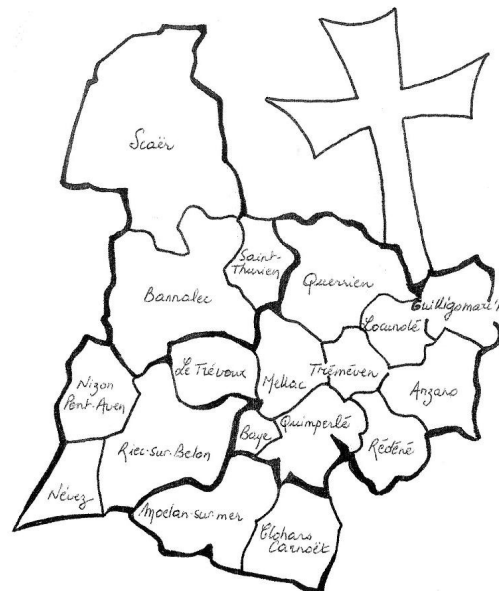 Scaër
Saint-
Thurien
Querrien
Bannalec
Guilligomarc'h
Locunolé
Le Trévoux
Mellac
Tréméven
Arzano
Nizon
Pont-Aven
Baye
Quimperlé
Riec-sur-Belon
Rédéné
Névez
Moëlan-sur-mer
Clohars
Carnoët